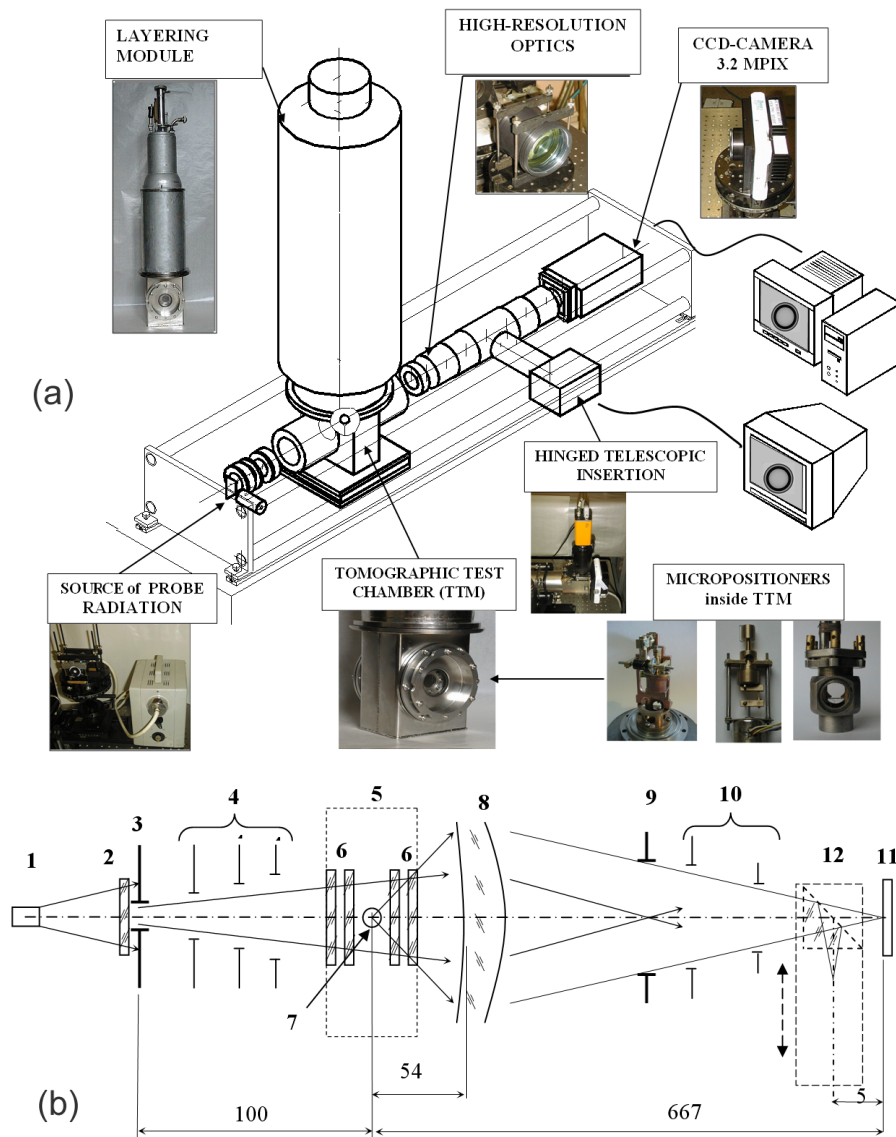 LAYERING
MODULE
HIGH-RESOLUTION
OPTICS
CCD-CAMERA
3.2 MPIX
(a)
HINGED TELESCOPIC
INSERTION
SOURCE of PROBE
RADIATION
TOMOGRAPHIC TEST
CHAMBER (TTM)
MICROPOSITIONERS
inside TTM
1
2
3
4
5
6
6
8
9
10
12
11
7
54
5
100
667
(b)